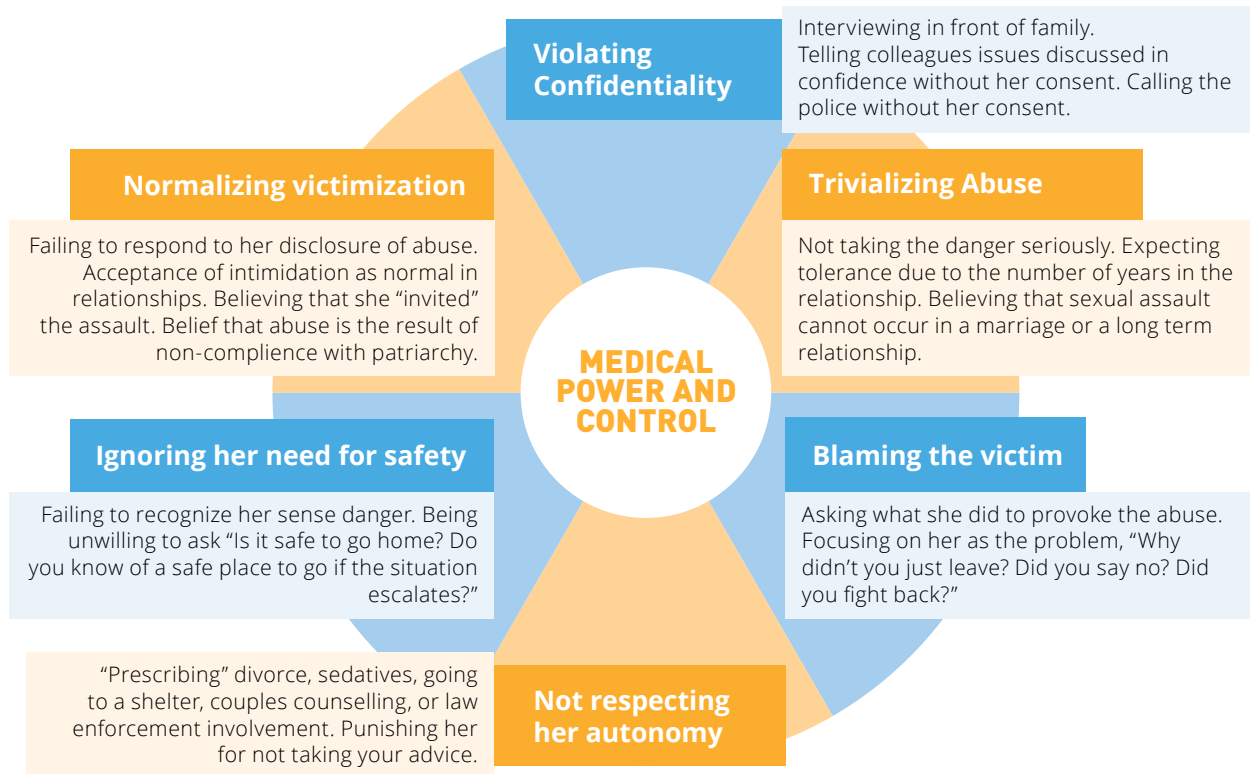 Violating
Confidentiality
Interviewing in front of family.
Telling colleagues issues discussed in
confidence without her consent. Calling the
police without her consent.
Normalizing victimization
Failing to respond to her disclosure of abuse.
Acceptance of intimidation as normal in
relationships. Believing that she “invited”
the assault. Belief that abuse is the result of
non-complience with patriarchy.
Trivializing Abuse
Not taking the danger seriously. Expecting
tolerance due to the number of years in the
relationship. Believing that sexual assault
cannot occur in a marriage or a long term
relationship.
MEDICAL
POWER AND
CONTROL
Ignoring her need for safety
Failing to recognize her sense danger. Being
unwilling to ask “Is it safe to go home? Do
you know of a safe place to go if the situation
escalates?”
Blaming the victim
Asking what she did to provoke the abuse.
Focusing on her as the problem, “Why
didn’t you just leave? Did you say no? Did
you fight back?”
“Prescribing” divorce, sedatives, going
to a shelter, couples counselling, or law
enforcement involvement. Punishing her
for not taking your advice.
Not respecting
her autonomy